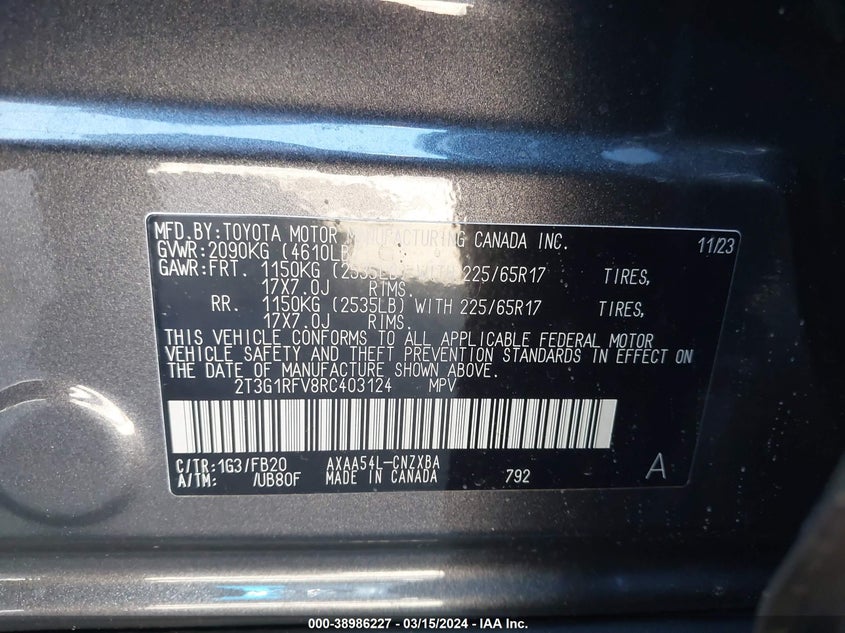 MFD.BY:TOYOTA MOTOR MANUFACTURING CANADA INC. 11/23
GVWR:2090KG (4610LB)
GAWR:FRT. 1150KG (2535LB) WITH 225/65R17 TIRES,
17X7.0J RIMS.
RR. 1150KG (2535LB) WITH 225/65R17 TIRES,
17X7.0J RIMS.
THIS VEHICLE CONFORMS TO ALL APPLICABLE FEDERAL MOTOR
VEHICLE SAFETY AND THEFT PREVENTION STANDARDS IN EFFECT ON
THE DATE OF MANUFACTURE SHOWN ABOVE.
2T3G1RFV8RC403124 MPV
C/TR:1G3/FB20 AXAA54L-CNZXBA
A/TM: /UB80F MADE IN CANADA 792 A
000-38986227 - 03/15/2024 - IAA Inc.